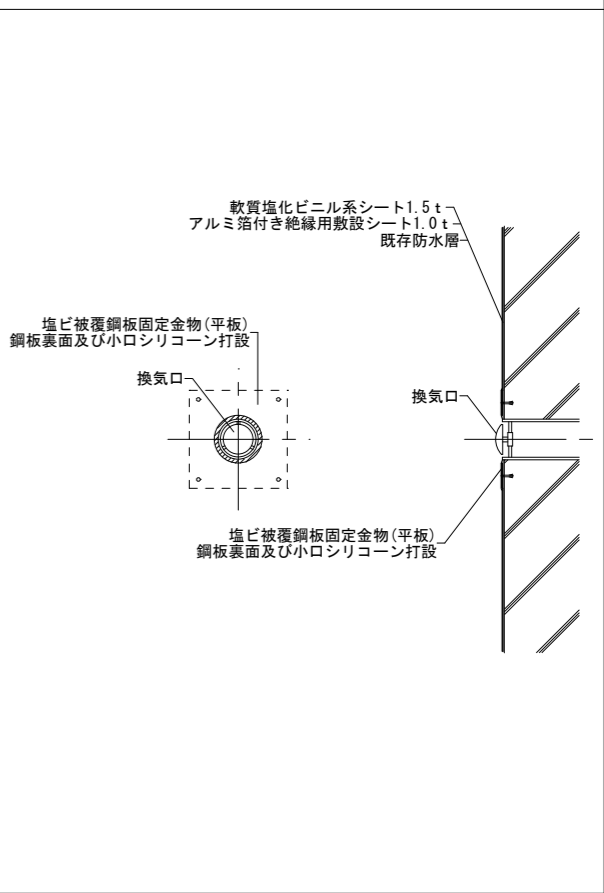 軟質塩化ビニル系シート1.5ｔ
アルミ箔付き絶縁用敷設シート1.0ｔ
既存防水層
塩ビ被覆鋼板固定金物(平板)
鋼板裏面及び小口シリコーン打設
換気口
換気口
塩ビ被覆鋼板固定金物(平板)
鋼板裏面及び小口シリコーン打設